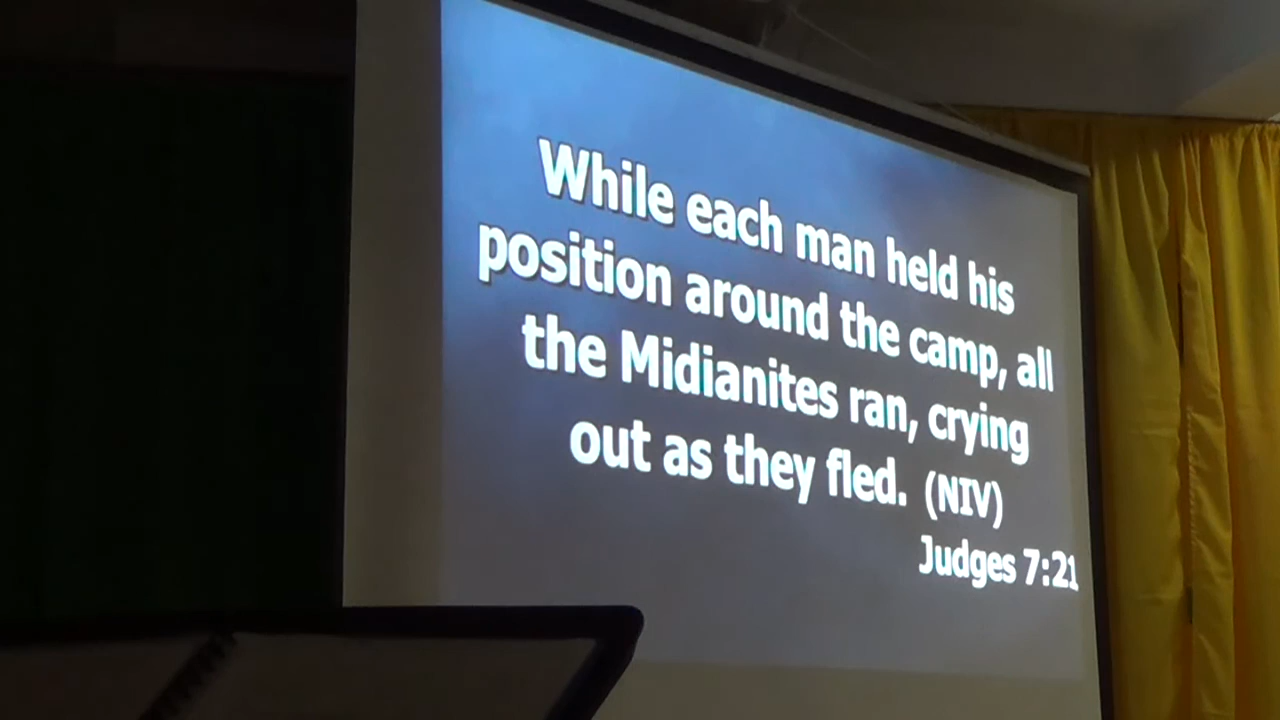 While each man held his
position around the camp, all
the Midianites ran, crying
out as they fled. (NIV)
Judges 7:21